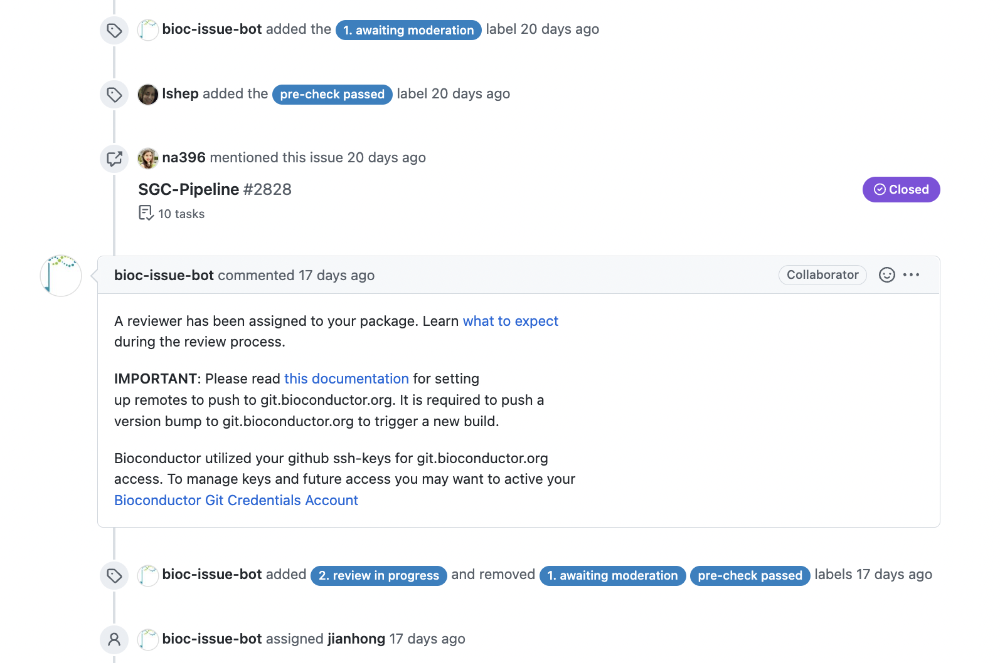 bioc-issue-bot added the 1. awaiting moderation label 20 days ago
lshep added the pre-check passed label 20 days ago
na396 mentioned this issue 20 days ago
SGC-Pipeline #2828
Closed
10 tasks
bioc-issue-bot commented 17 days ago
Collaborator
A reviewer has been assigned to your package. Learn what to expect
during the review process.
IMPORTANT: Please read this documentation for setting
up remotes to push to git.bioconductor.org. It is required to push a
version bump to git.bioconductor.org to trigger a new build.
Bioconductor utilized your github ssh-keys for git.bioconductor.org
access. To manage keys and future access you may want to active your
Bioconductor Git Credentials Account
bioc-issue-bot added 2. review in progress and removed 1. awaiting moderation pre-check passed labels 17 days ago
bioc-issue-bot assigned jianhong 17 days ago